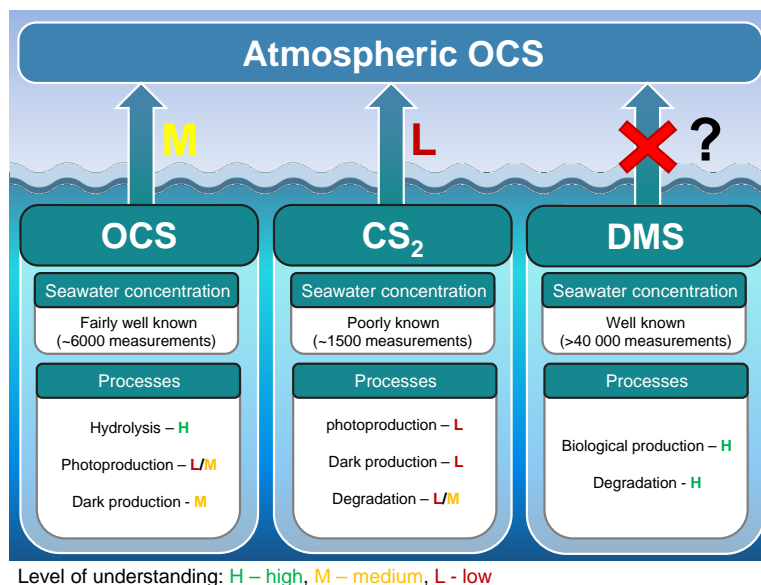 Atmospheric OCS
M
L
?
OCS
Seawater concentration
Fairly well known
(~6000 measurements)
Processes
Hydrolysis – H
Photoproduction – L/M
Dark production - M
CS₂
Seawater concentration
Poorly known
(~1500 measurements)
Processes
photoproduction – L
Dark production – L
Degradation – L/M
DMS
Seawater concentration
Well known
(>40 000 measurements)
Processes
Biological production – H
Degradation - H
Level of understanding: H – high, M – medium, L - low